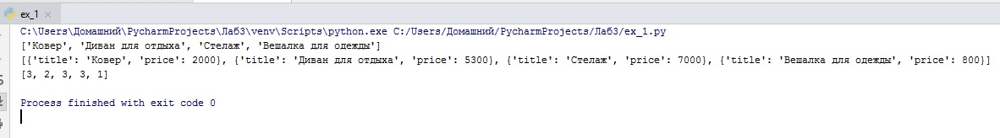 ex_1
C:\Users\Домашний\PycharmProjects\Лаб3\venv\Scripts\python.exe C:/Users/Домашний/PycharmProjects/Лаб3/ex_1.py
['Ковер', 'Диван для отдыха', 'Стелаж', 'Вешалка для одежды']
[{'title': 'Ковер', 'price': 2000}, {'title': 'Диван для отдыха', 'price': 5300}, {'title': 'Стелаж', 'price': 7000}, {'title': 'Вешалка для одежды', 'price': 800}]
[3, 2, 3, 3, 1]
Process finished with exit code 0